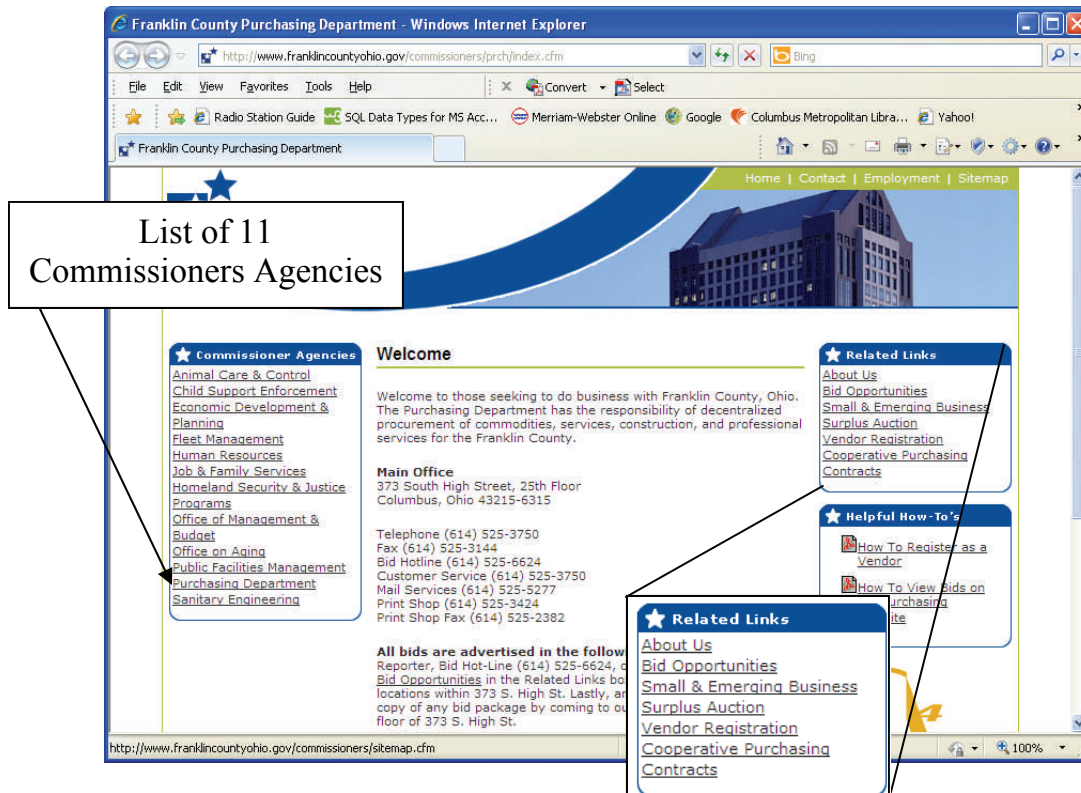 Franklin County Purchasing Department - Windows Internet Explorer
http://www.franklincountyohio.gov/commissioners/prch/index.cfm
Bing
File Edit View Favorites Tools Help
X Convert Select
Radio Station Guide SQL Data Types for MS Acc... Merriam-Webster Online Google Columbus Metropolitan Libra... Yahoo!
Franklin County Purchasing Department
Home | Contact | Employment | Sitemap
List of 11
Commissioners Agencies
Commissioner Agencies
Animal Care & Control
Child Support Enforcement
Economic Development &
Planning
Fleet Management
Human Resources
Job & Family Services
Homeland Security & Justice
Programs
Office of Management &
Budget
Office on Aging
Public Facilities Management
Purchasing Department
Sanitary Engineering
Welcome
Welcome to those seeking to do business with Franklin County, Ohio.
The Purchasing Department has the responsibility of decentralized
procurement of commodities, services, construction, and professional
services for the Franklin County.
Main Office
373 South High Street, 25th Floor
Columbus, Ohio 43215-6315
Telephone (614) 525-3750
Fax (614) 525-3144
Bid Hotline (614) 525-6624
Customer Service (614) 525-3750
Mail Services (614) 525-5277
Print Shop (614) 525-3424
Print Shop Fax (614) 525-2382
All bids are advertised in the follow
Reporter, Bid Hot-Line (614) 525-6624,
Bid Opportunities in the Related Links
locations within 373 S. High St. Lastly,
copy of any bid package by coming to
floor of 373 S. High St.
Related Links
About Us
Bid Opportunities
Small & Emerging Business
Surplus Auction
Vendor Registration
Cooperative Purchasing
Contracts
Helpful How-To's
How To Register as a
Vendor
How To View Bids on
urchasing
ite
Related Links
About Us
Bid Opportunities
Small & Emerging Business
Surplus Auction
Vendor Registration
Cooperative Purchasing
Contracts
4
http://www.franklincountyohio.gov/commissioners/sitemap.cfm
100%